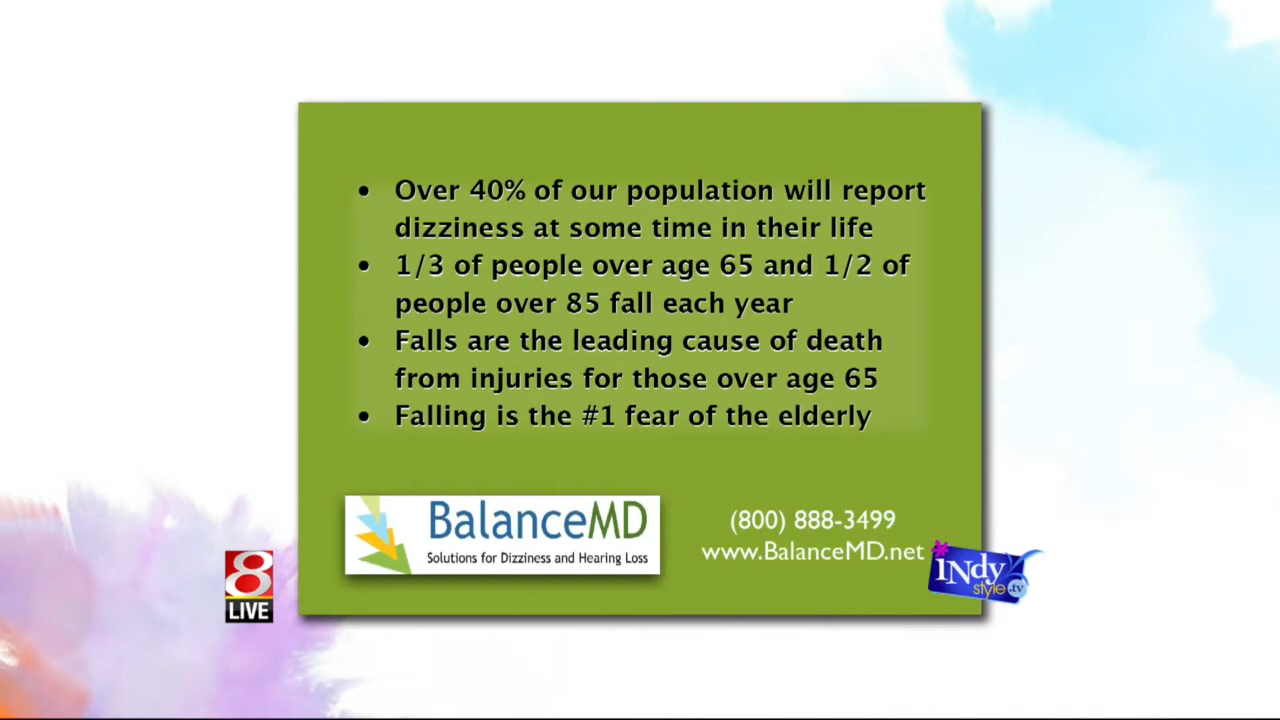 • Over 40% of our population will report
dizziness at some time in their life
• 1/3 of people over age 65 and 1/2 of
people over 85 fall each year
• Falls are the leading cause of death
from injuries for those over age 65
• Falling is the #1 fear of the elderly
BalanceMD
Solutions for Dizziness and Hearing Loss
(800) 888-3499
www.BalanceMD.net
8
LIVE
iNdy
style.tv